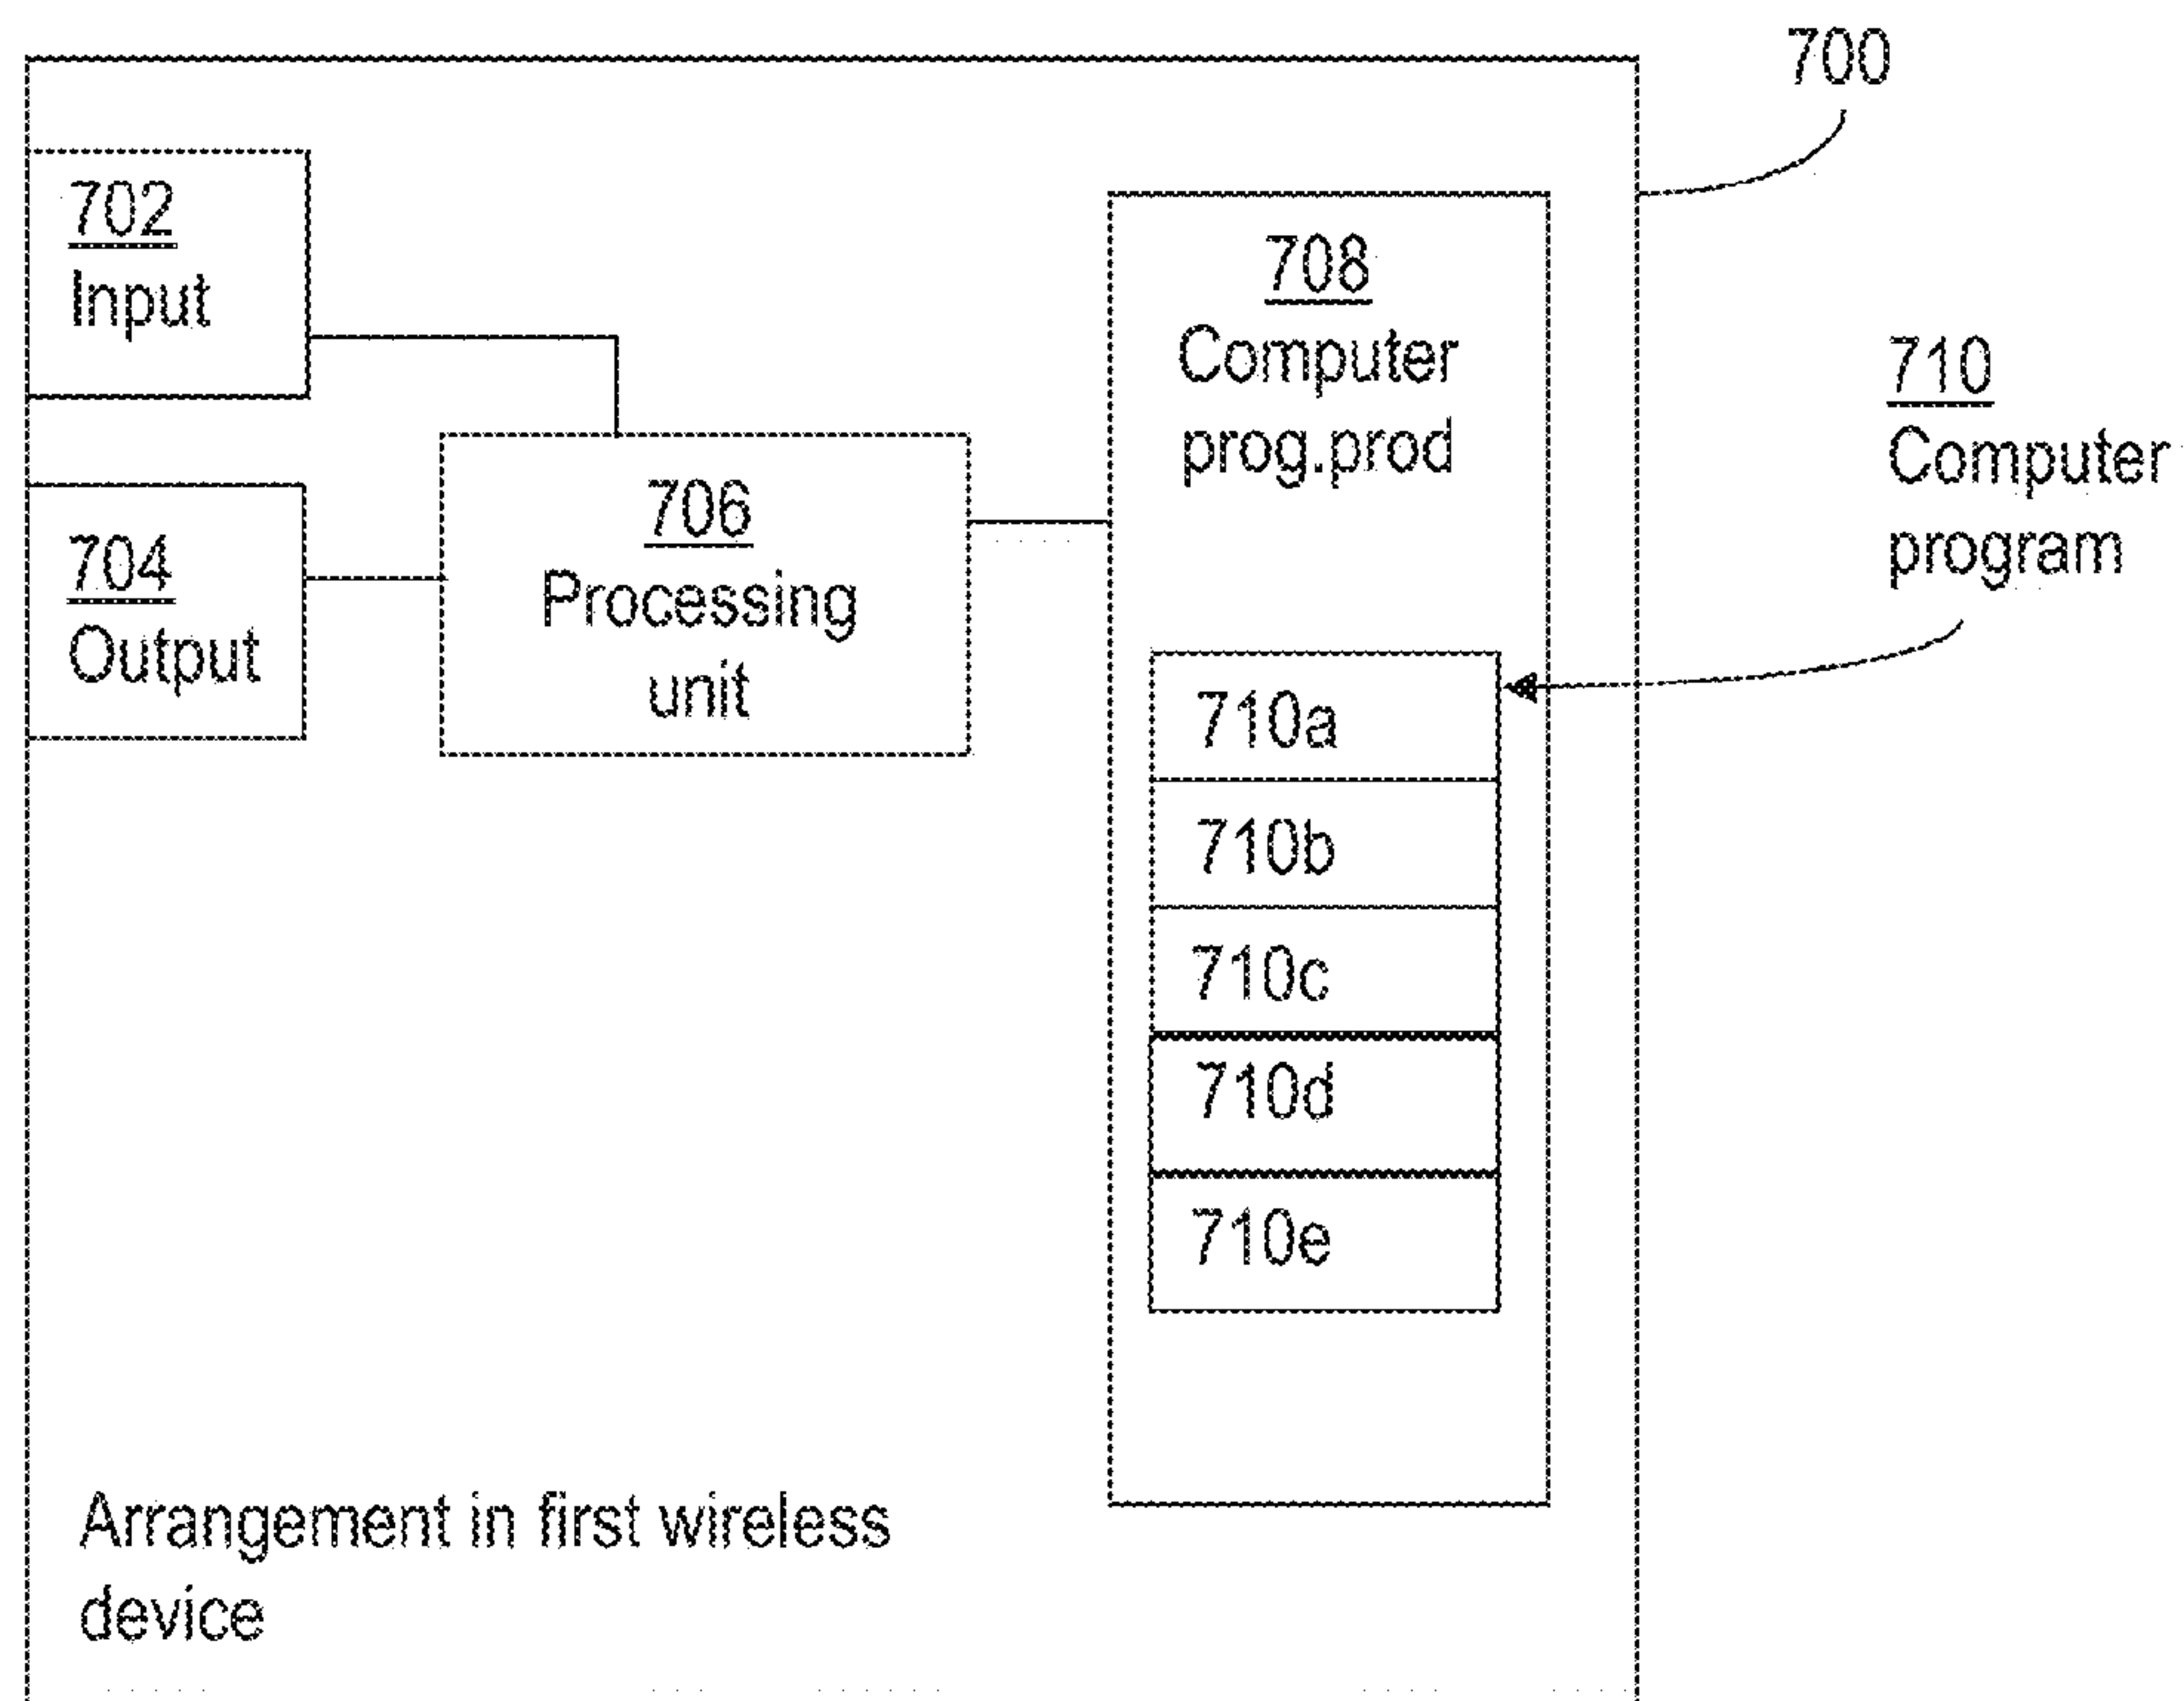 700
702
Input
704
Output
706
Processing
unit
708
Computer
prog.prod
710
Computer
program
710a
710b
710c
710d
710e
Arrangement in first wireless
device